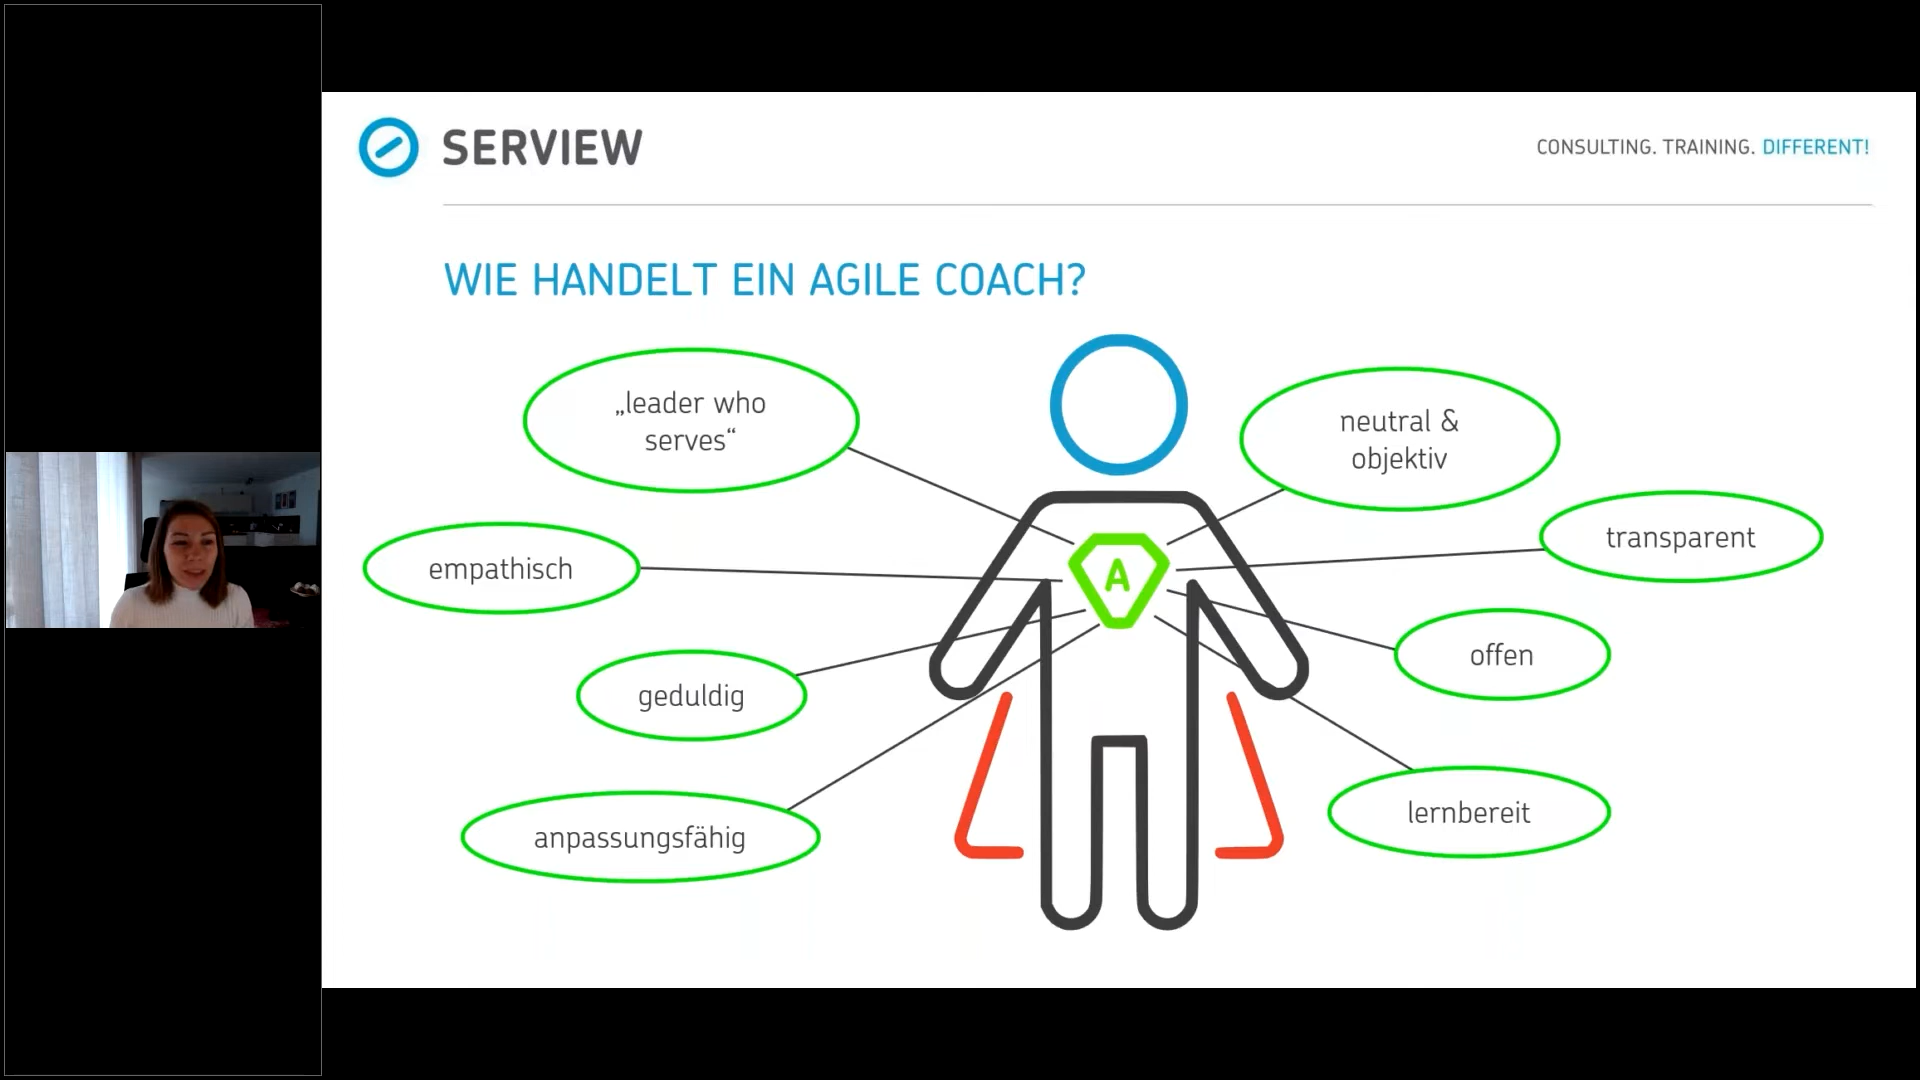 SERVIEW
CONSULTING. TRAINING. DIFFERENT!
WIE HANDELT EIN AGILE COACH?
„leader who
serves“
neutral &
objektiv
transparent
empathisch
A
offen
geduldig
lernbereit
anpassungsfähig